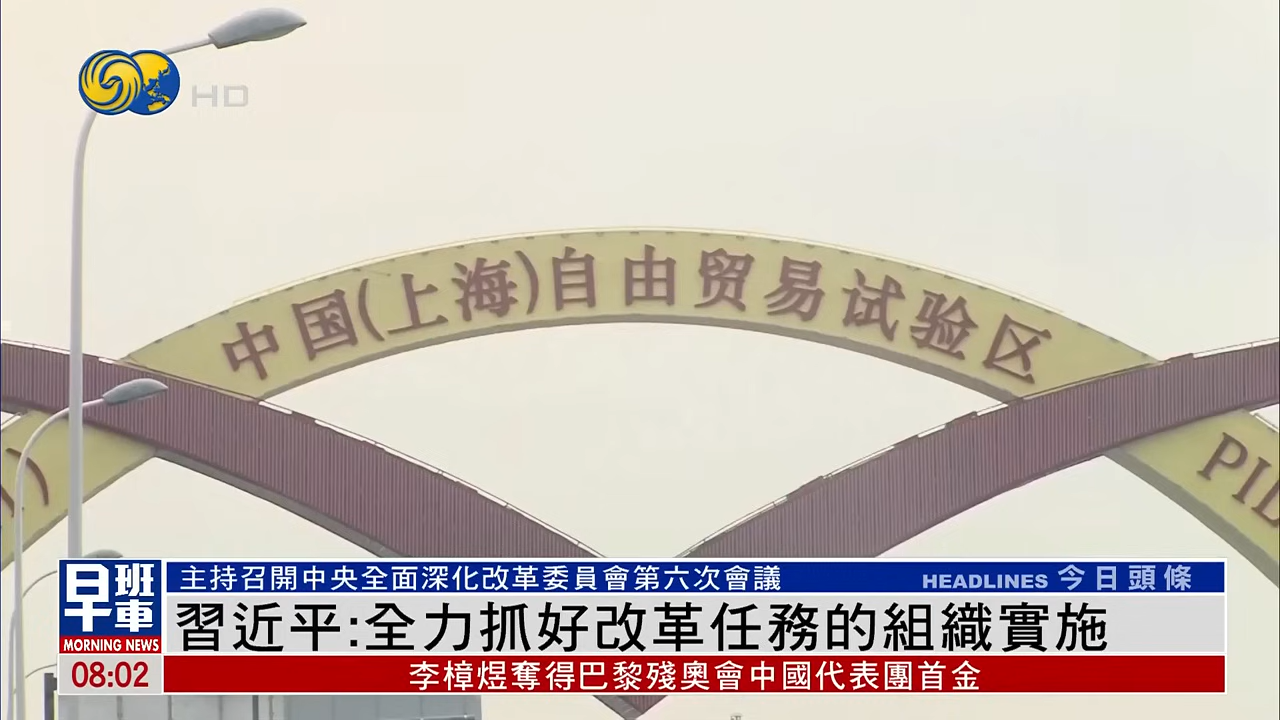 HD
中国(上海)自由贸易试验区
PIL
早班車
主持召開中央全面深化改革委員會第六次會議
HEADLINES 今日頭條
習近平:全力抓好改革任務的組織實施
MORNING NEWS
08:02
李樟煜奪得巴黎殘奧會中國代表團首金